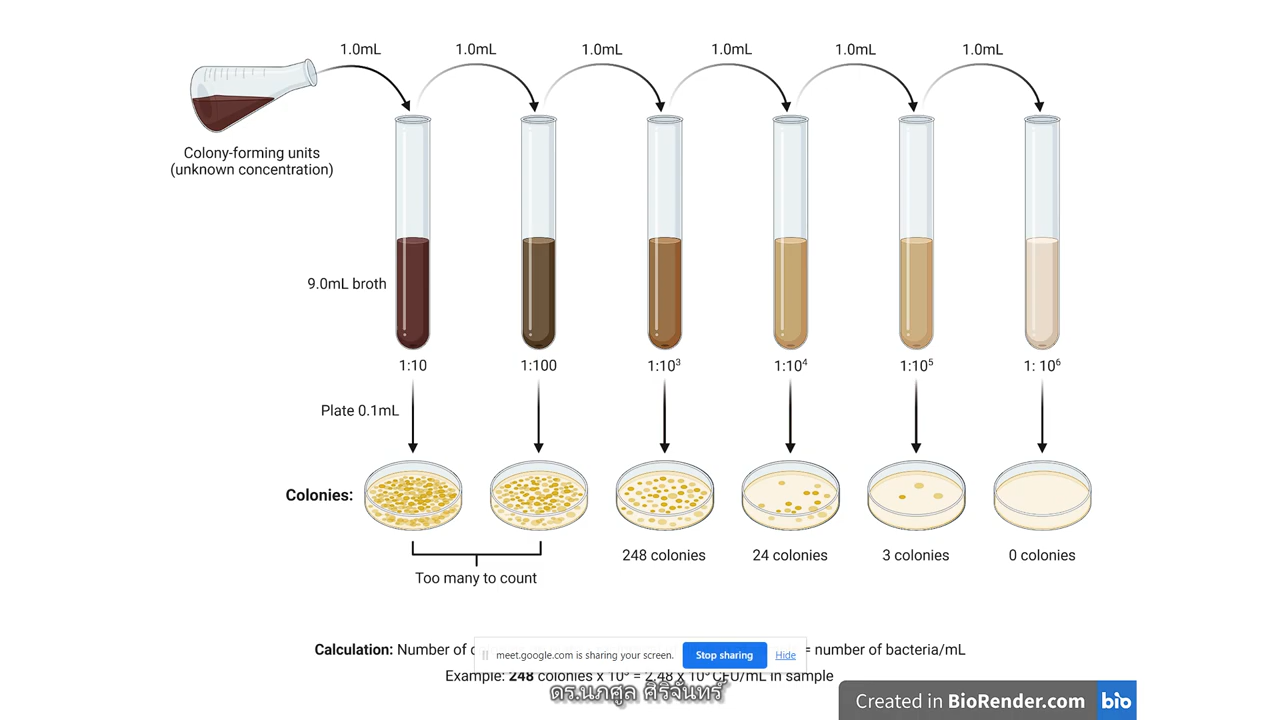 1.0mL 1.0mL 1.0mL 1.0mL 1.0mL 1.0mL
Colony-forming units
(unknown concentration)
9.0mL broth
1:10 1:100 1:10³ 1:10⁴ 1:10⁵ 1: 10⁶
Plate 0.1mL
Colonies:
248 colonies 24 colonies 3 colonies 0 colonies
Too many to count
Calculation: Number of = number of bacteria/mL
meet.google.com is sharing your screen. Stop sharing Hide
Example: 248 colonies x = 2.48 x CFU/mL in sample
ดร.นภศูล ศิริจันทร์
Created in BioRender.com bio